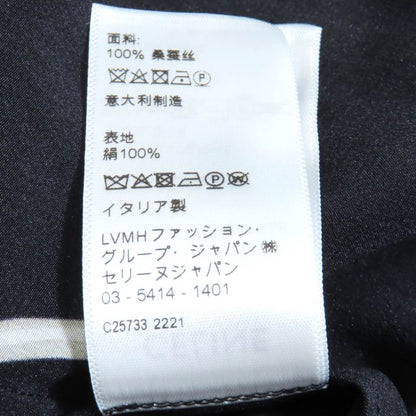 面料:
100% 桑蚕丝
意大利制造
表地
絹100%
イタリア製
LVMHファッション・
グループ・ジャパン㈱
セリーヌジャパン
03 - 5414 - 1401
C25733 2221